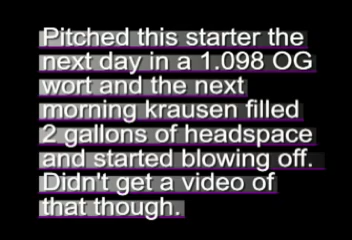 Pitched this starter the
next day in a 1.098 OG
wort and the next
morning krausen filled
2 gallons of headspace
and started blowing off.
Didn't get a video of
that though.